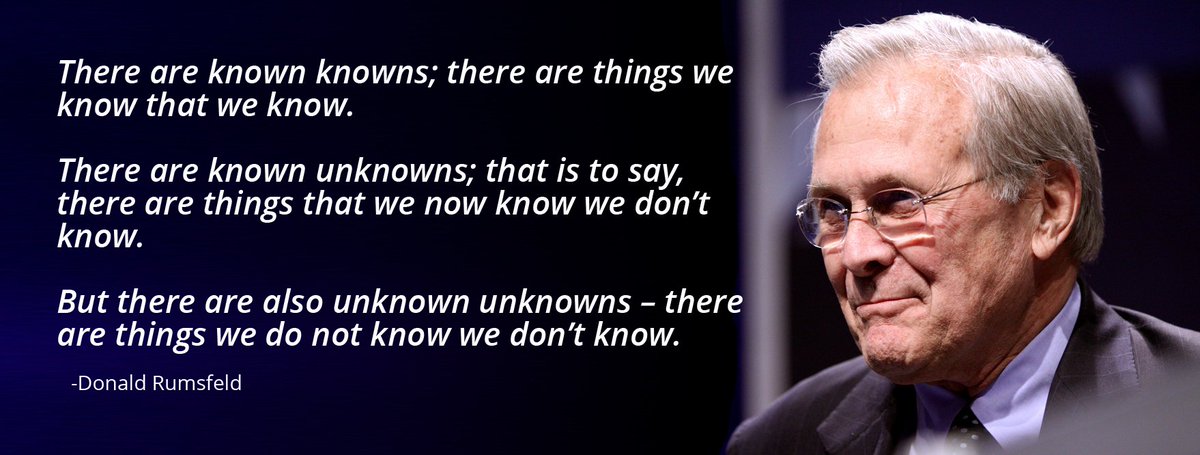 There are known knowns; there are things we
know that we know.
There are known unknowns; that is to say,
there are things that we now know we don’t
know.
But there are also unknown unknowns – there
are things we do not know we don’t know.
-Donald Rumsfeld